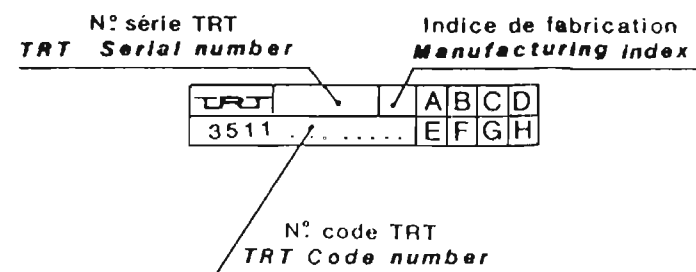 N° série TRT
TRT Serial number
Indice de fabrication
Manufacturing index
TRT A B C D
3511 . . . . . . . . E F G H
N° code TRT
TRT Code number